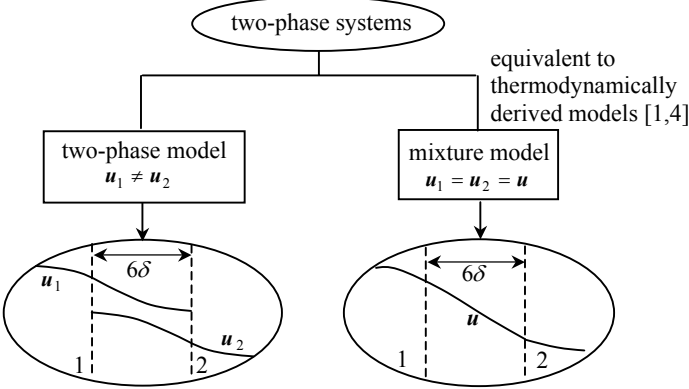 two-phase systems
equivalent to
thermodynamically
derived models [1,4]
two-phase model
u₁ ≠ u₂
mixture model
u₁ = u₂ = u
6δ
u₁
u₂
1
2
6δ
u
1
2